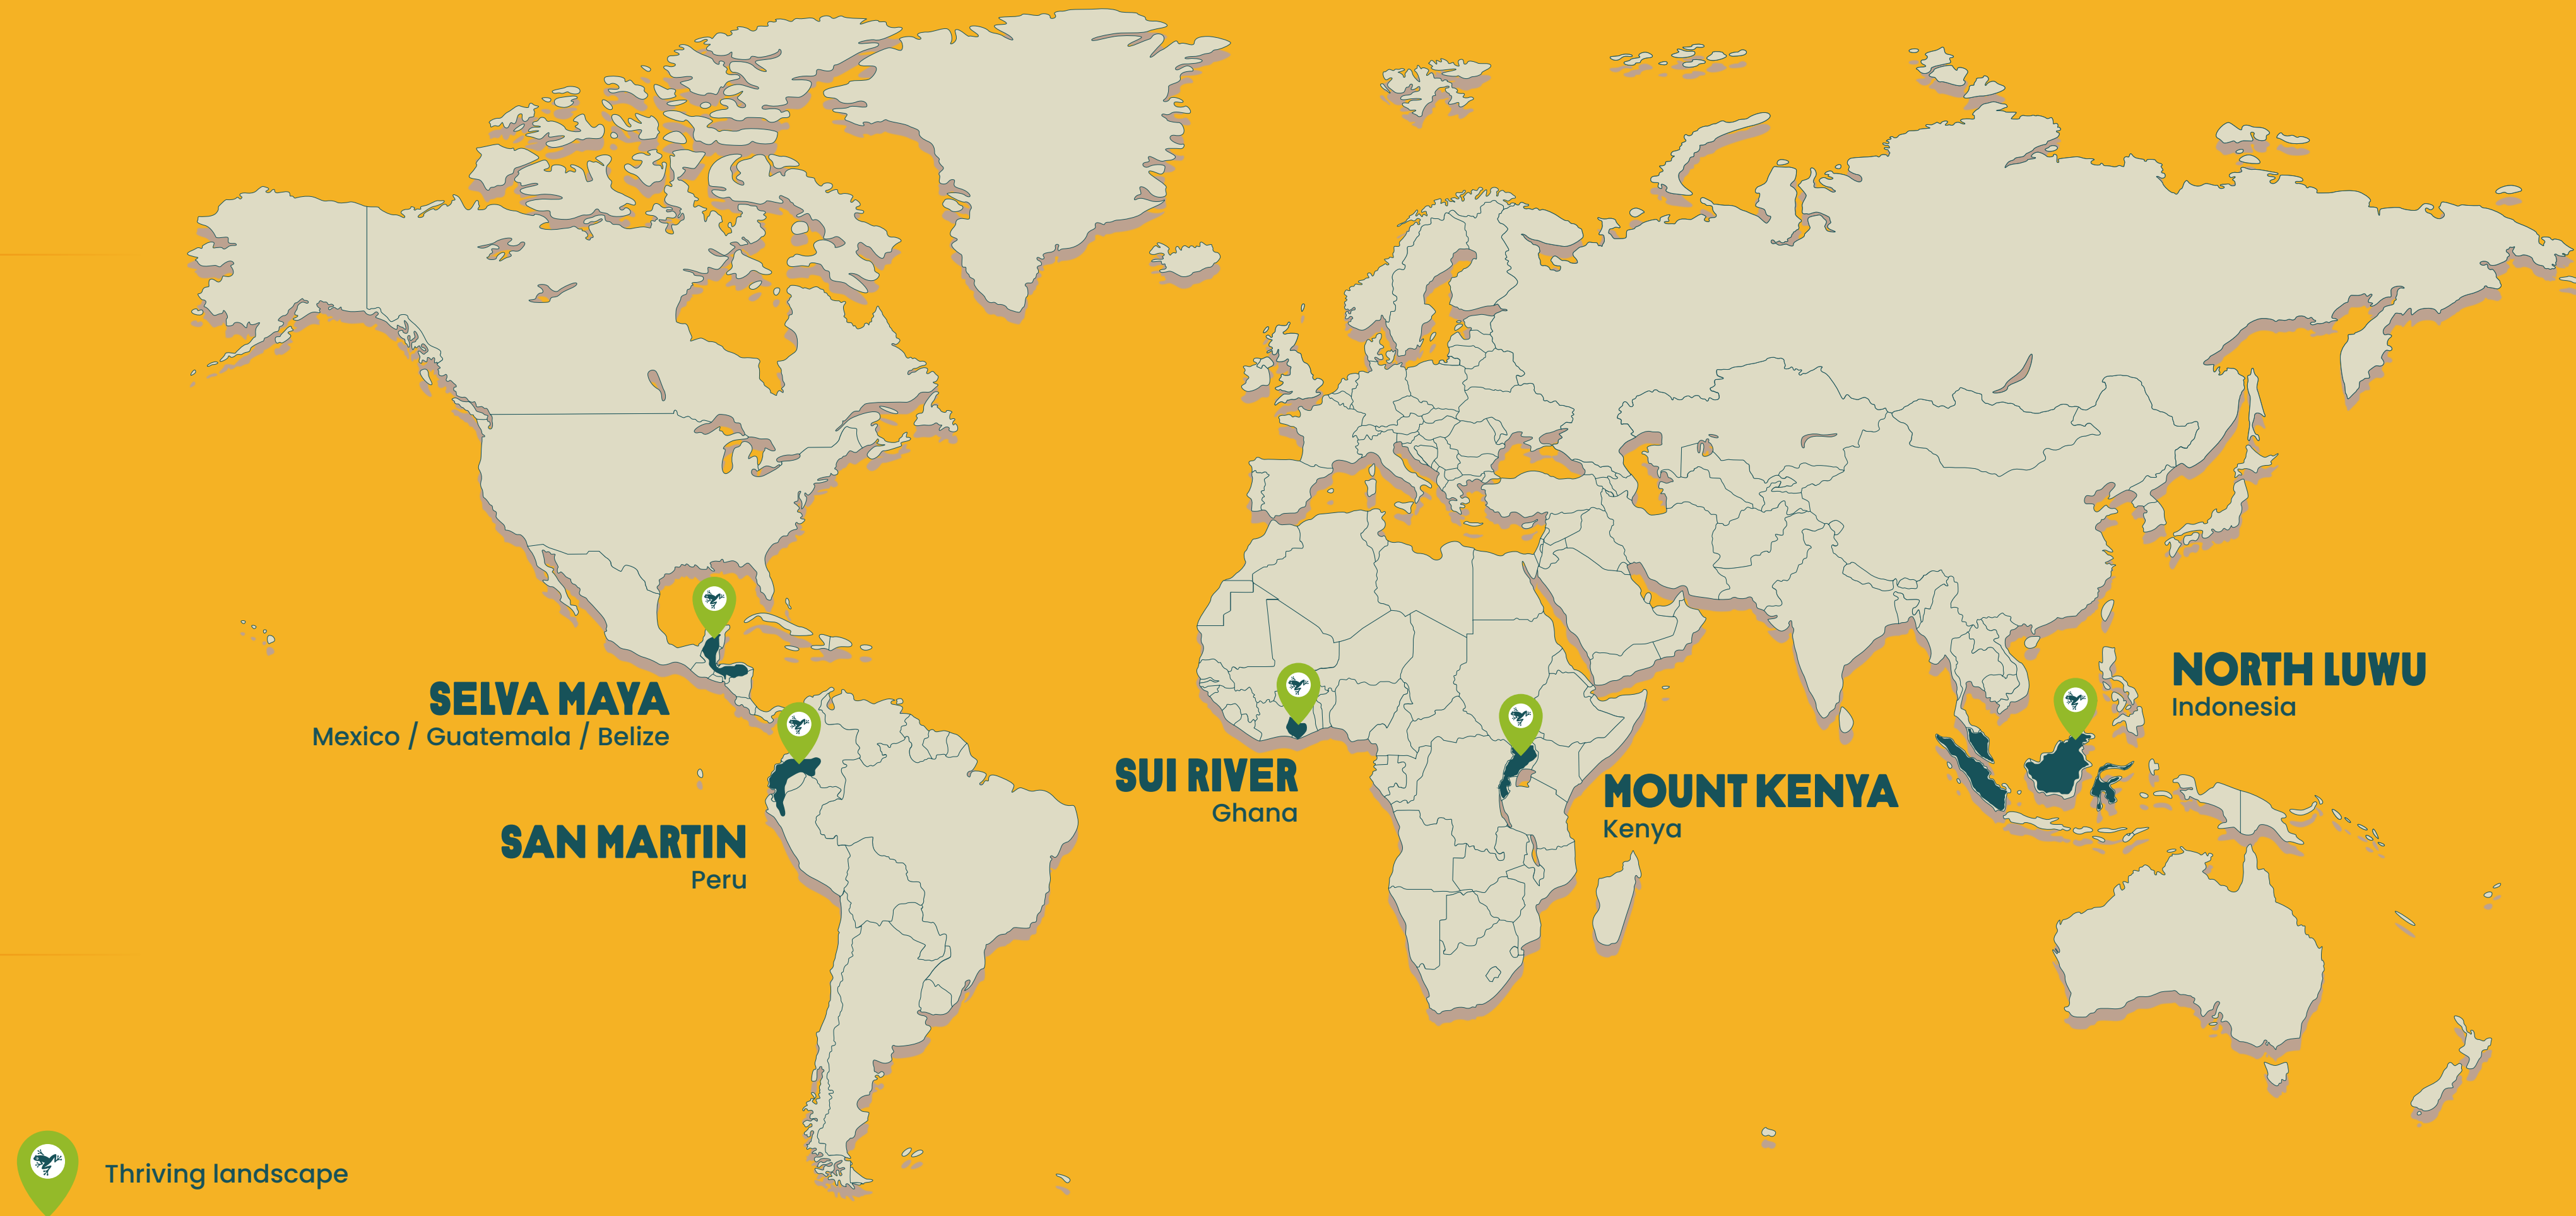 SELVA MAYA
Mexico / Guatemala / Belize
SAN MARTIN
Peru
SUI RIVER
Ghana
MOUNT KENYA
Kenya
NORTH LUWU
Indonesia
Thriving landscape